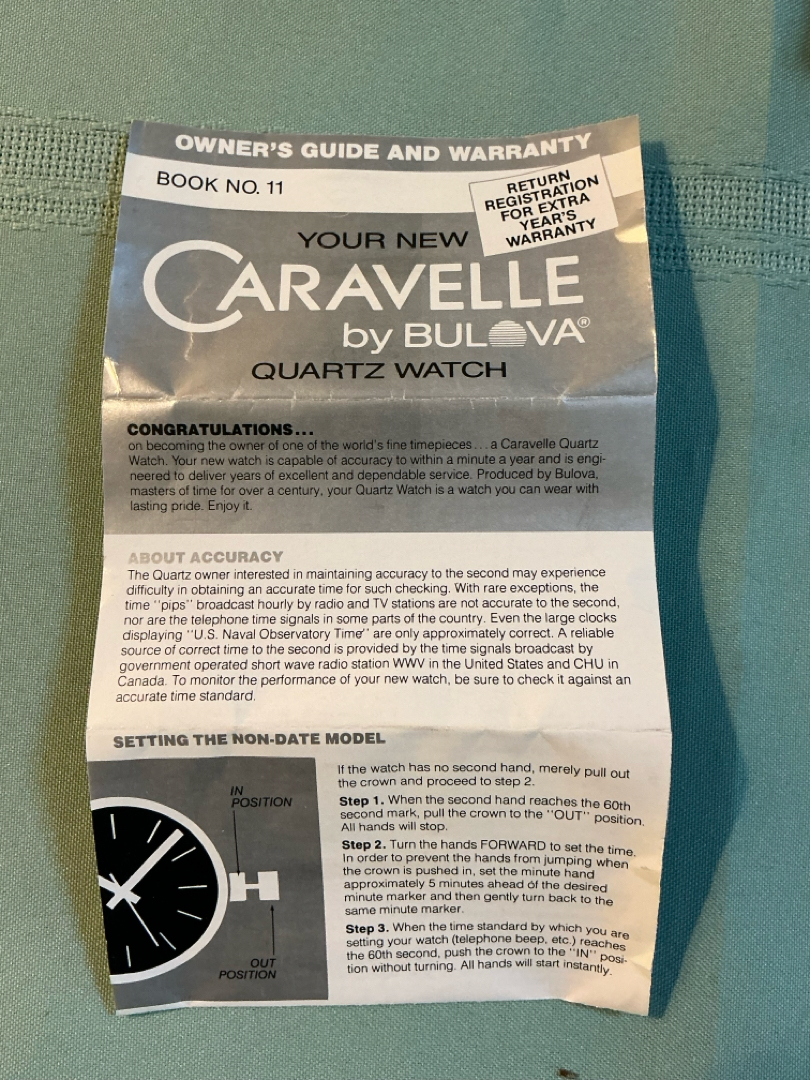 OWNER'S GUIDE AND WARRANTY
BOOK NO. 11
RETURN
REGISTRATION
FOR EXTRA
YEAR'S
WARRANTY
YOUR NEW
CARAVELLE
by BULOVA®
QUARTZ WATCH
CONGRATULATIONS...
on becoming the owner of one of the world's fine timepieces...a Caravelle Quartz
Watch. Your new watch is capable of accuracy to within a minute a year and is engi-
neered to deliver years of excellent and dependable service. Produced by Bulova,
masters of time for over a century, your Quartz Watch is a watch you can wear with
lasting pride. Enjoy it.
ABOUT ACCURACY
The Quartz owner interested in maintaining accuracy to the second may experience
difficulty in obtaining an accurate time for such checking. With rare exceptions, the
time "pips" broadcast hourly by radio and TV stations are not accurate to the second,
nor are the telephone time signals in some parts of the country. Even the large clocks
displaying "U.S. Naval Observatory Time" are only approximately correct. A reliable
source of correct time to the second is provided by the time signals broadcast by
government operated short wave radio station WWV in the United States and CHU in
Canada. To monitor the performance of your new watch, be sure to check it against an
accurate time standard.
SETTING THE NON-DATE MODEL
IN
POSITION
OUT
POSITION
If the watch has no second hand, merely pull out
the crown and proceed to step 2.
Step 1. When the second hand reaches the 60th
second mark, pull the crown to the "OUT" position.
All hands will stop.
Step 2. Turn the hands FORWARD to set the time.
In order to prevent the hands from jumping when
the crown is pushed in, set the minute hand
approximately 5 minutes ahead of the desired
minute marker and then gently turn back to the
same minute marker.
Step 3. When the time standard by which you are
setting your watch (telephone beep, etc.) reaches
the 60th second, push the crown to the "IN" posi-
tion without turning. All hands will start instantly.